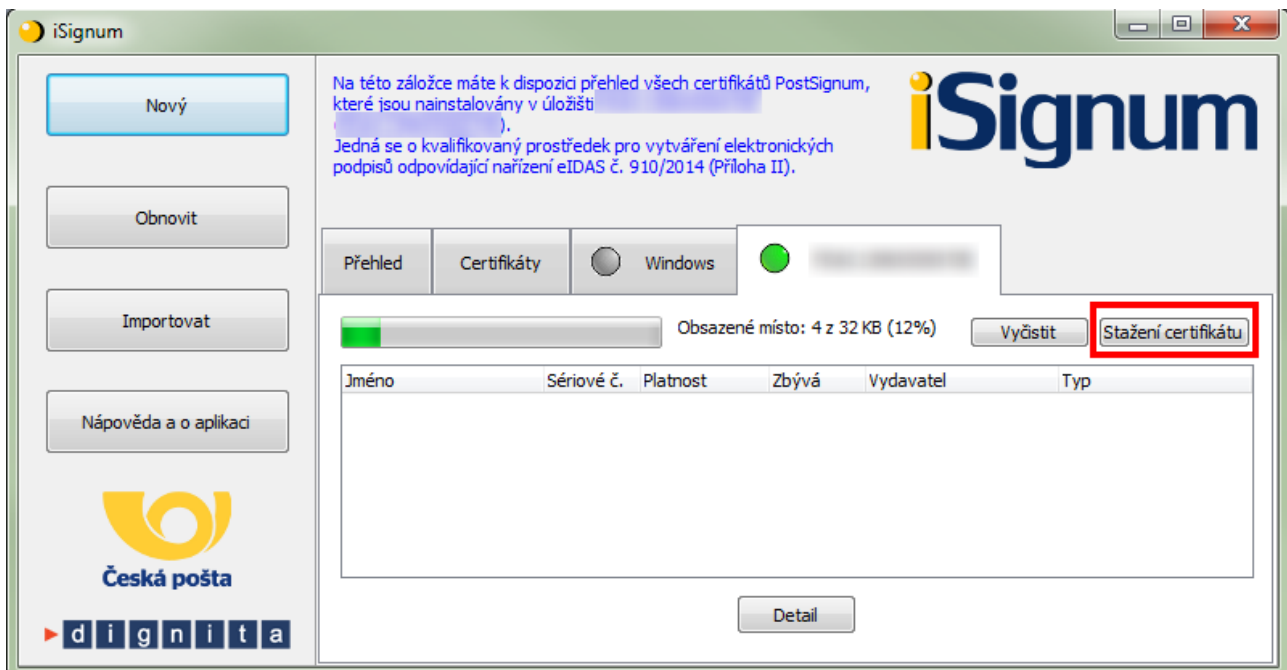 iSignum
Nový
Obnovit
Importovat
Nápověda a o aplikaci
Česká pošta
dignita
Na této záložce máte k dispozici přehled všech certifikátů PostSignum,
které jsou nainstalovány v úložišti
).
Jedná se o kvalifikovaný prostředek pro vytváření elektronických
podpisů odpovídající nařízení eIDAS č. 910/2014 (Příloha II).
iSignum
Přehled Certifikáty Windows
Obsazené místo: 4 z 32 KB (12%) Vyčistit Stažení certifikátu
Jméno Sériové č. Platnost Zbývá Vydavatel Typ
Detail